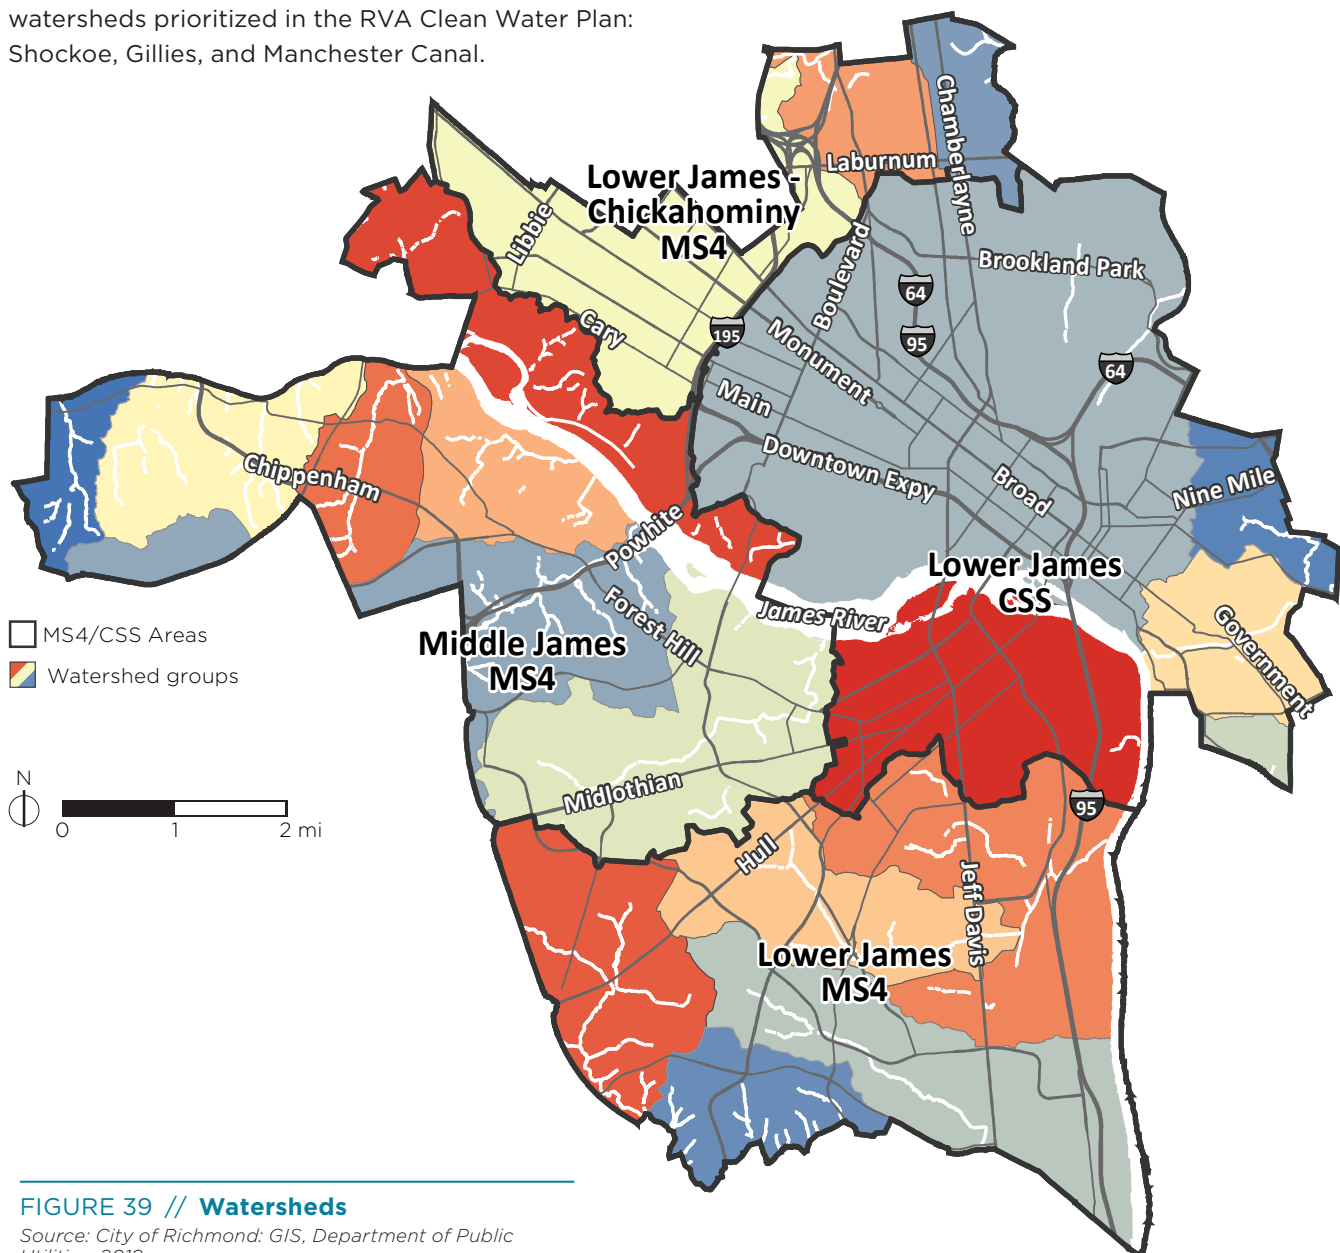 watersheds prioritized in the RVA Clean Water Plan:
Shockoe, Gillies, and Manchester Canal.
Chamberlayne
Laburnum
Lower James -
Chickahominy
MS4
Libbie
Boulevard
Brookland Park
64
95
Cary
195
Monument
64
Main
Downtown Expy
Broad
Nine Mile
Chippenham
Powhite
Lower James
CSS
James River
Forest Hill
Government
MS4/CSS Areas
Watershed groups
Middle James
MS4
N
0 1 2 mi
Midlothian
95
Hull
Jeff Davis
Lower James
MS4
FIGURE 39 // Watersheds
Source: City of Richmond: GIS, Department of Public